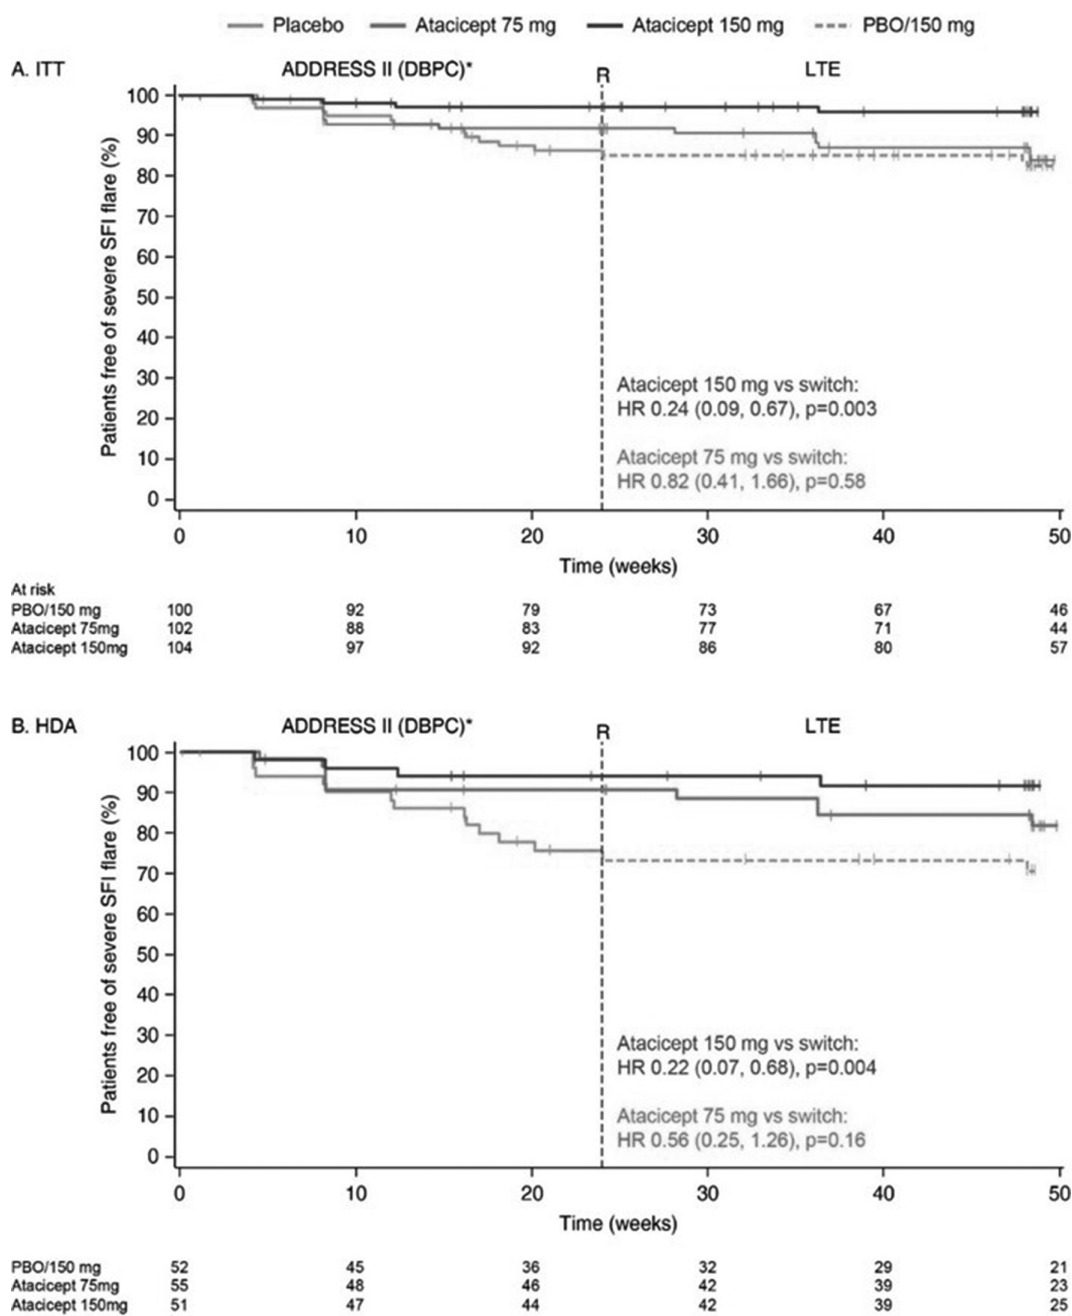 Placebo Atacicept 75 mg Atacicept 150 mg PBO/150 mg
A. ITT ADDRESS II (DBPC)* R LTE
100
90
80
70
60
50
40
30
20
10
0
Patients free of severe SFI flare (%)
Atacicept 150 mg vs switch:
HR 0.24 (0.09, 0.67), p=0.003
Atacicept 75 mg vs switch:
HR 0.82 (0.41, 1.66), p=0.58
0 10 20 30 40 50
Time (weeks)
At risk
PBO/150 mg 100 92 79 73 67 46
Atacicept 75mg 102 88 83 77 71 44
Atacicept 150mg 104 97 92 86 80 57
B. HDA ADDRESS II (DBPC)* R LTE
100
90
80
70
60
50
40
30
20
10
0
Patients free of severe SFI flare (%)
Atacicept 150 mg vs switch:
HR 0.22 (0.07, 0.68), p=0.004
Atacicept 75 mg vs switch:
HR 0.56 (0.25, 1.26), p=0.16
0 10 20 30 40 50
Time (weeks)
PBO/150 mg 52 45 36 32 29 21
Atacicept 75mg 55 48 46 42 39 23
Atacicept 150mg 51 47 44 42 39 25